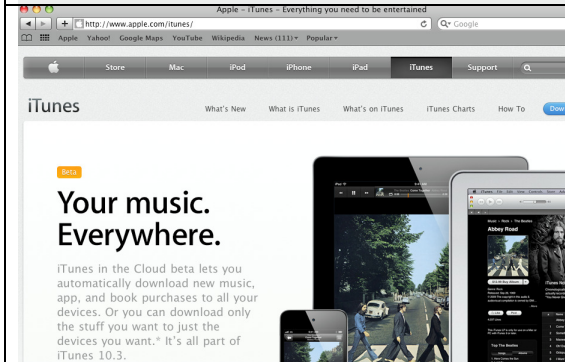 Apple – iTunes – Everything you need to be entertained
http://www.apple.com/itunes/
Google
Apple Yahoo! Google Maps YouTube Wikipedia News (111) Popular
Store Mac iPod iPhone iPad iTunes Support
iTunes What's New What is iTunes What's on iTunes iTunes Charts How To Dow
Beta
Your music.
Everywhere.
iTunes in the Cloud beta lets you
automatically download new music,
app, and book purchases to all your
devices. Or you can download only
the stuff you want to just the
devices you want.* It's all part of
iTunes 10.3.
Abbey Road
Top The Beatles